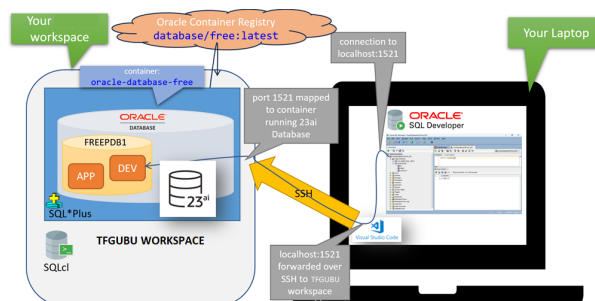 Your
workspace
Oracle Container Registry
database/free:latest
connection to
localhost:1521
Your Laptop
container:
oracle-database-free
ORACLE
DATABASE
FREEPDB1
APP
DEV
port 1521 mapped
to container
running 23ai
Database
23ai
SQL*Plus
TFGUBU WORKSPACE
SQLcl
SSH
ORACLE
SQL Developer
Visual Studio Code
localhost:1521
forwarded over
SSH to TFGUBU
workspace